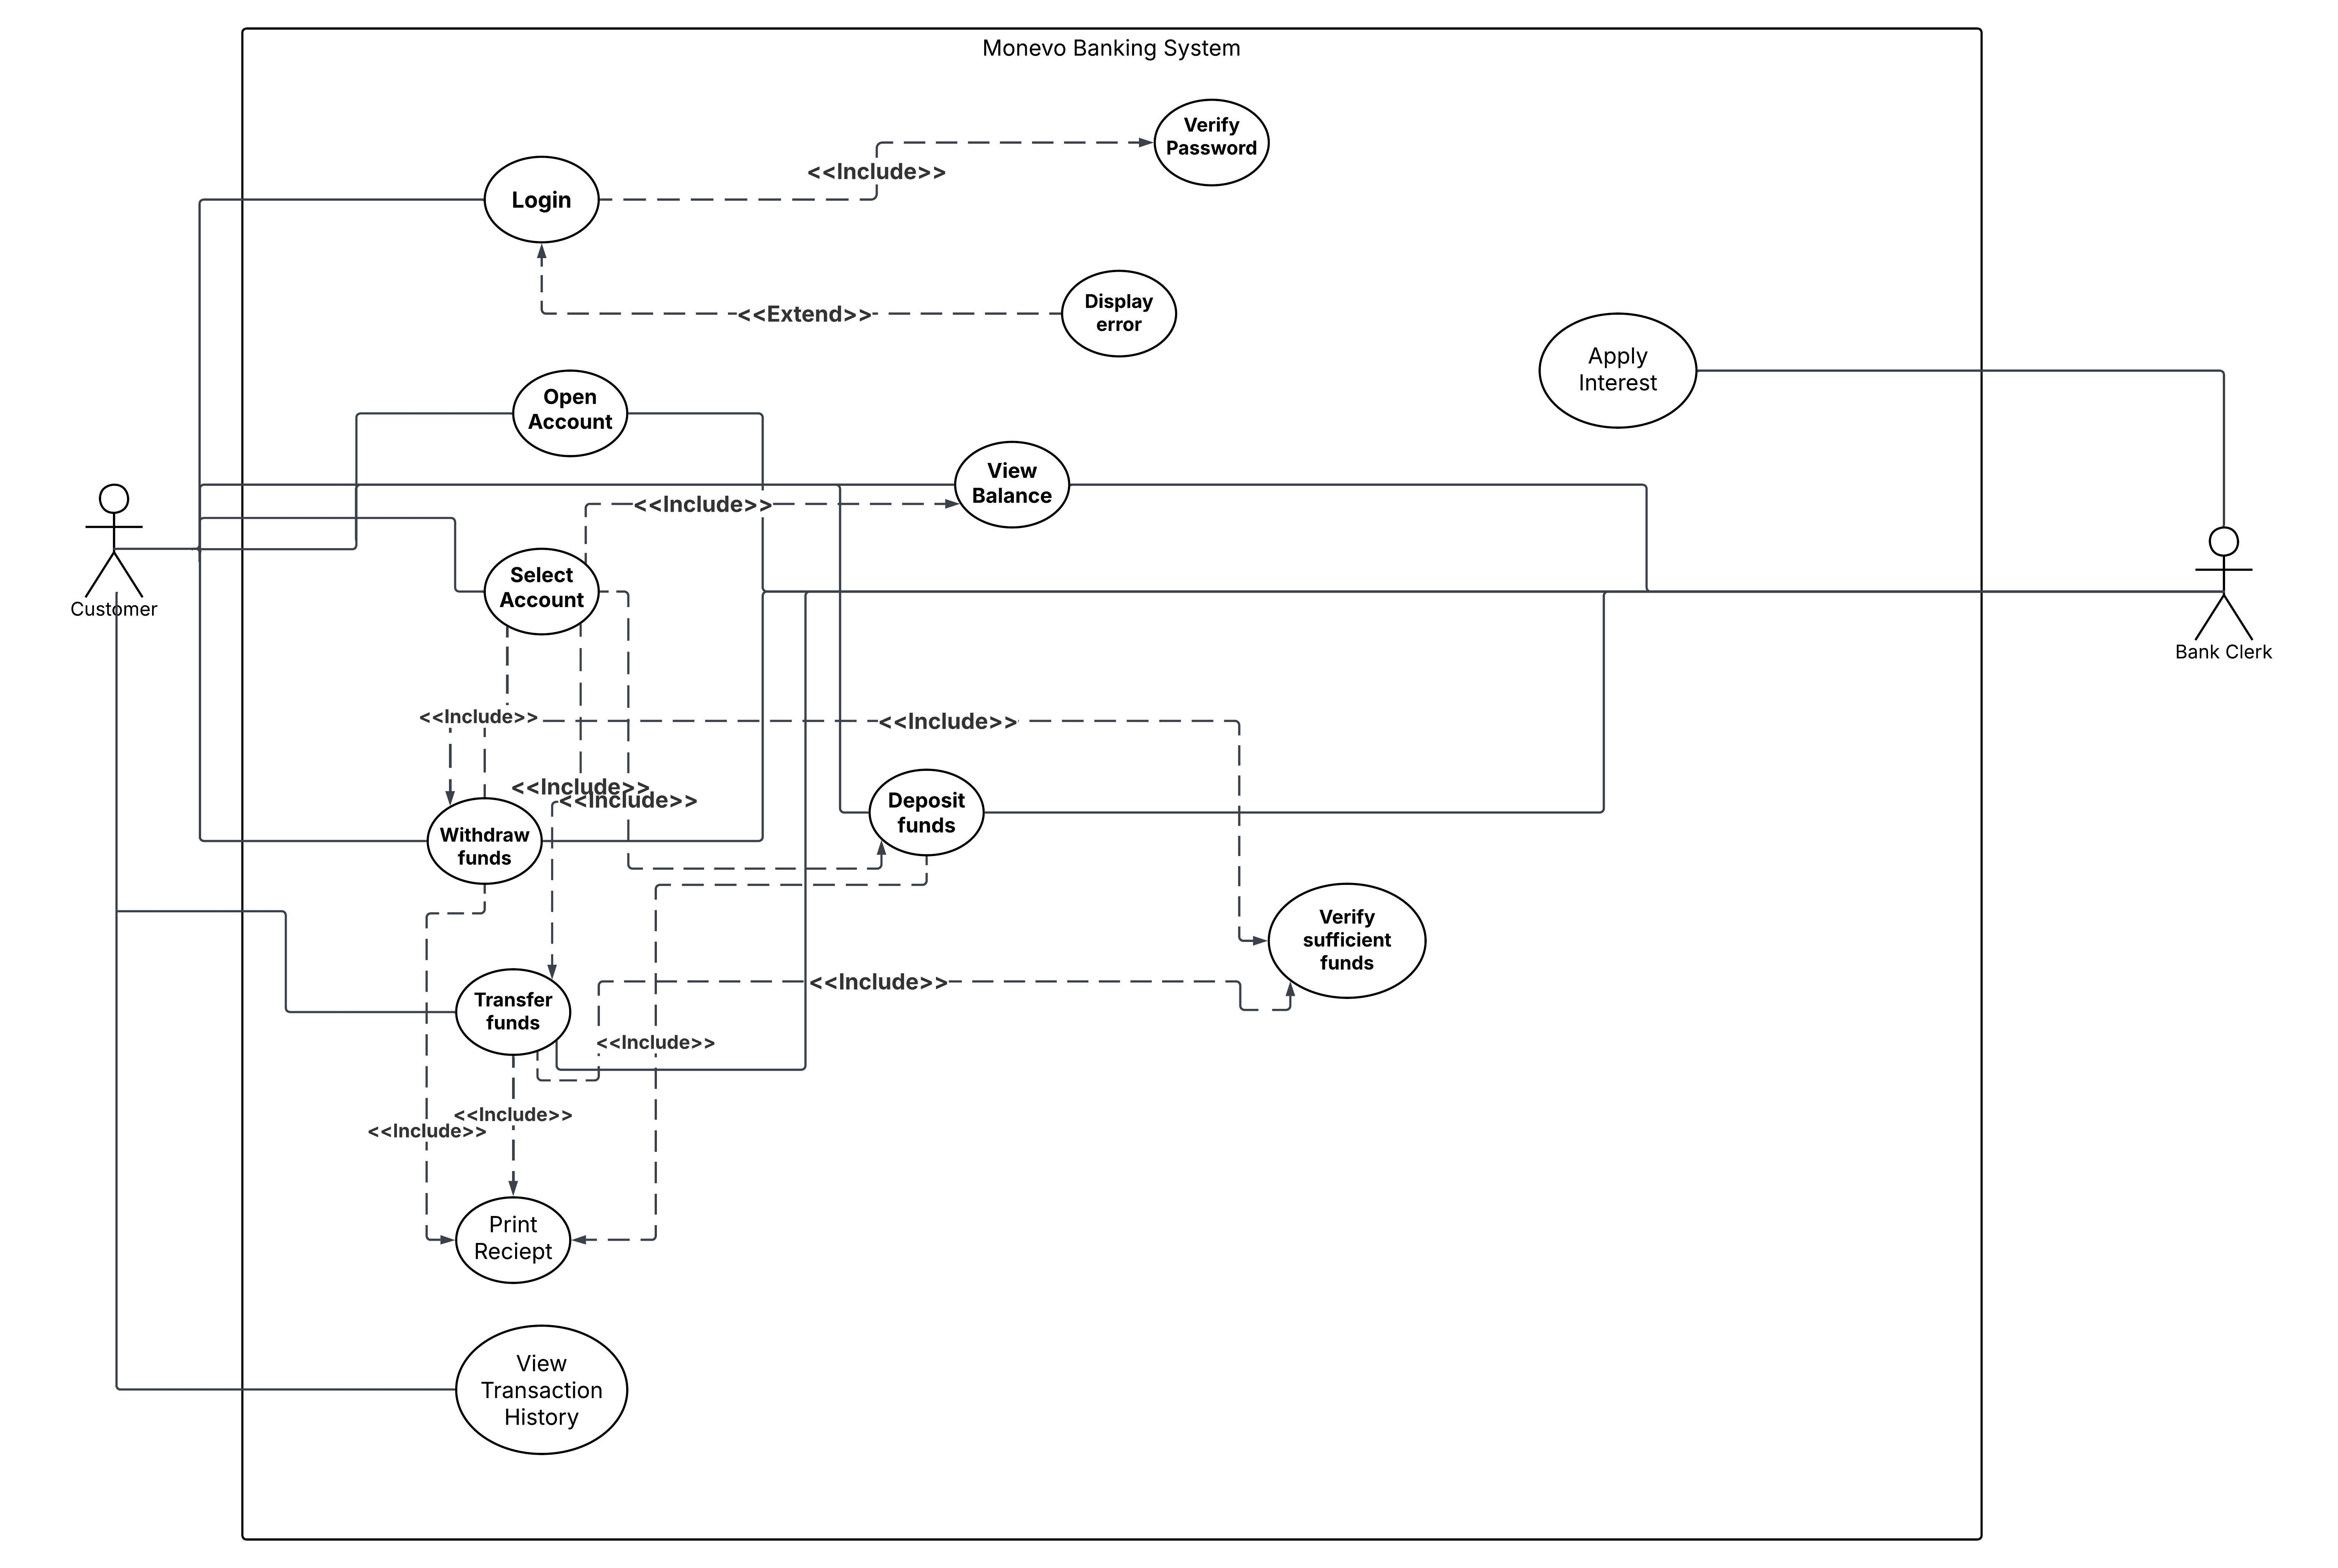 Monevo Banking System
Verify
Password
<<Include>>
Login
Display
error
<<Extend>>
Apply
Interest
Open
Account
View
Balance
<<Include>>
Select
Account
Customer
Bank Clerk
<<Include>>
<<Include>>
<<Include>>
<<Include>>
Deposit
funds
Withdraw
funds
Verify
sufficient
funds
<<Include>>
Transfer
funds
<<Include>>
<<Include>>
<<Include>>
Print
Reciept
View
Transaction
History